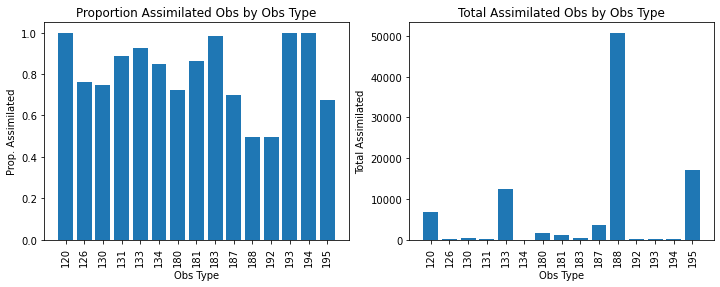 Proportion Assimilated Obs by Obs Type
Prop. Assimilated
1.0
0.8
0.6
0.4
0.2
0.0
120 126 130 131 133 134 180 181 183 187 188 192 193 194 195
Obs Type
Total Assimilated Obs by Obs Type
Total Assimilated
50000
40000
30000
20000
10000
0
120 126 130 131 133 134 180 181 183 187 188 192 193 194 195
Obs Type